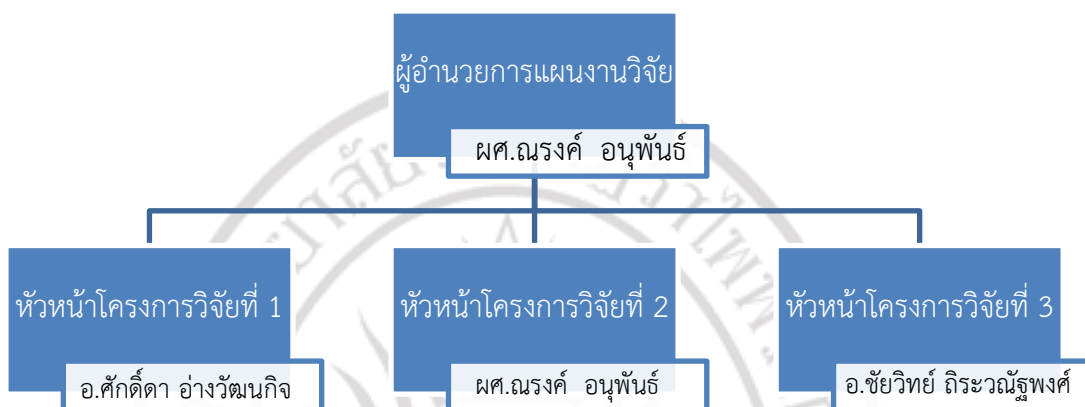 ผู้อำนวยการแผนงานวิจัย
ผศ.ณรงค์ อนุพันธ์
หัวหน้าโครงการวิจัยที่ 1
หัวหน้าโครงการวิจัยที่ 2
หัวหน้าโครงการวิจัยที่ 3
อ.ศักดิ์ดา อ่างวัฒนกิจ
ผศ.ณรงค์ อนุพันธ์
อ.ชัยวิทย์ ถิระวณัฐพงศ์